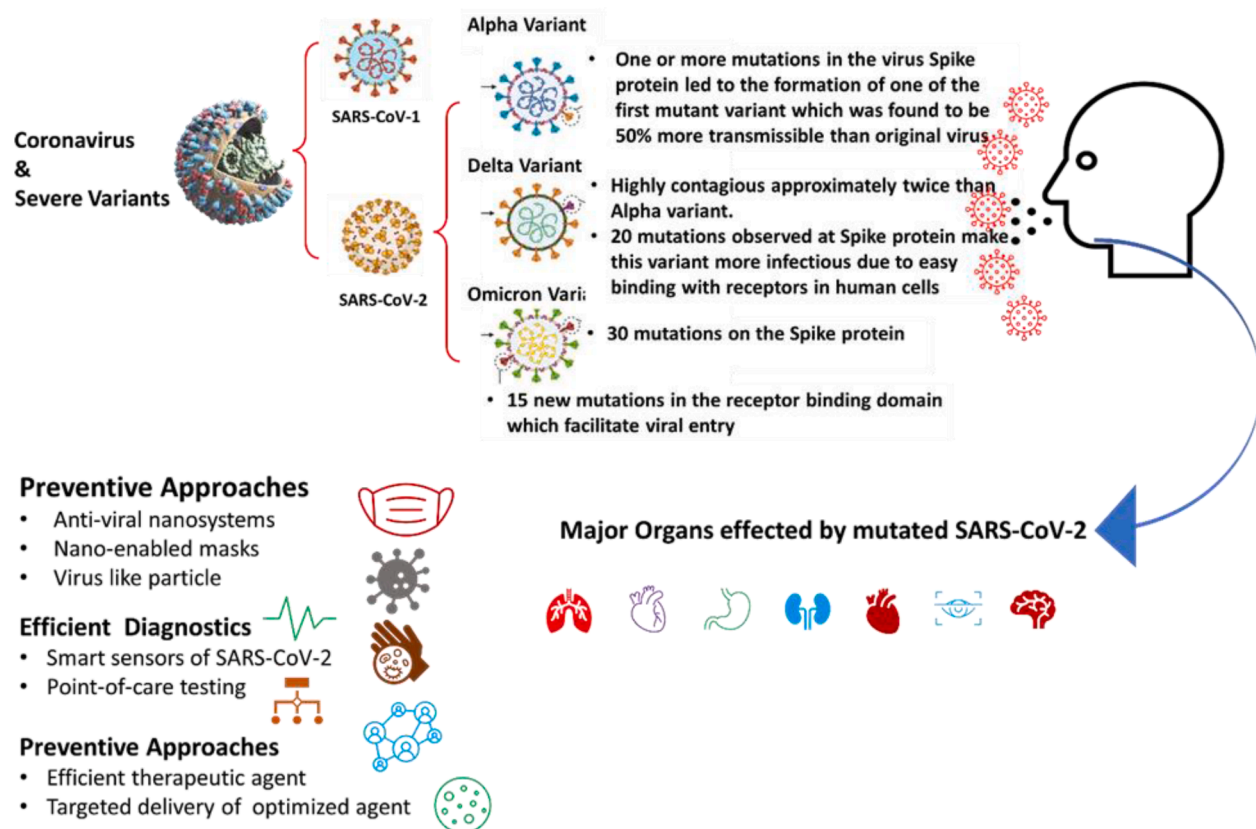 Coronavirus
&
Severe Variants
SARS-CoV-1
SARS-CoV-2
Alpha Variant
• One or more mutations in the virus Spike
protein led to the formation of one of the
first mutant variant which was found to be
50% more transmissible than original virus
Delta Variant
• Highly contagious approximately twice than
Alpha variant.
• 20 mutations observed at Spike protein make
this variant more infectious due to easy
binding with receptors in human cells
Omicron Varia
• 30 mutations on the Spike protein
• 15 new mutations in the receptor binding domain
which facilitate viral entry
Preventive Approaches
• Anti-viral nanosystems
• Nano-enabled masks
• Virus like particle
Efficient Diagnostics
• Smart sensors of SARS-CoV-2
• Point-of-care testing
Preventive Approaches
• Efficient therapeutic agent
• Targeted delivery of optimized agent
Major Organs effected by mutated SARS-CoV-2